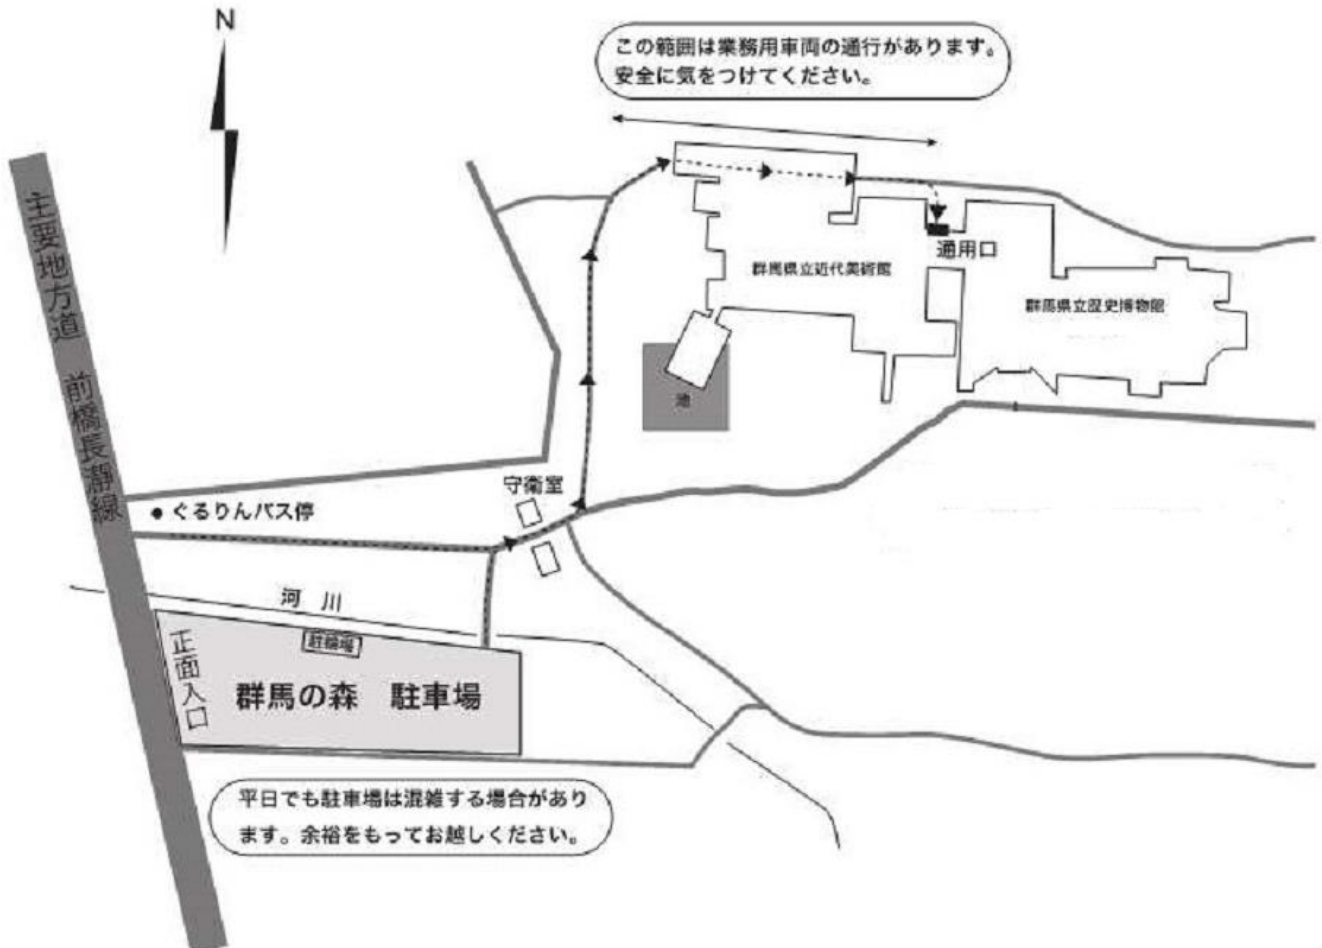 N
この範囲は業務用車両の通行があります。
安全に気をつけてください。
主要地方道 前橋長瀞線
通用口
群馬県立近代美術館
群馬県立歴史博物館
池
守衛室
● ぐるりんバス停
河川
駐輪場
正面入口
群馬の森 駐車場
平日でも駐車場は混雑する場合があり
ます。余裕をもってお越しください。